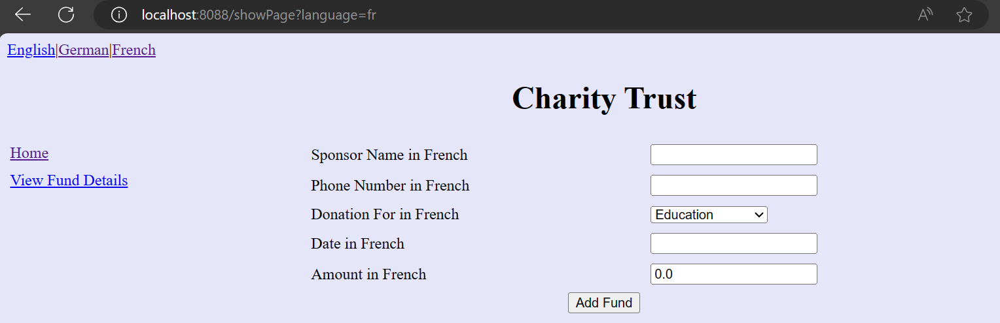 localhost:8088/showPage?language=fr
English|German|French
Charity Trust
Home
View Fund Details
Sponsor Name in French
Phone Number in French
Donation For in French
Education
Date in French
Amount in French
0.0
Add Fund